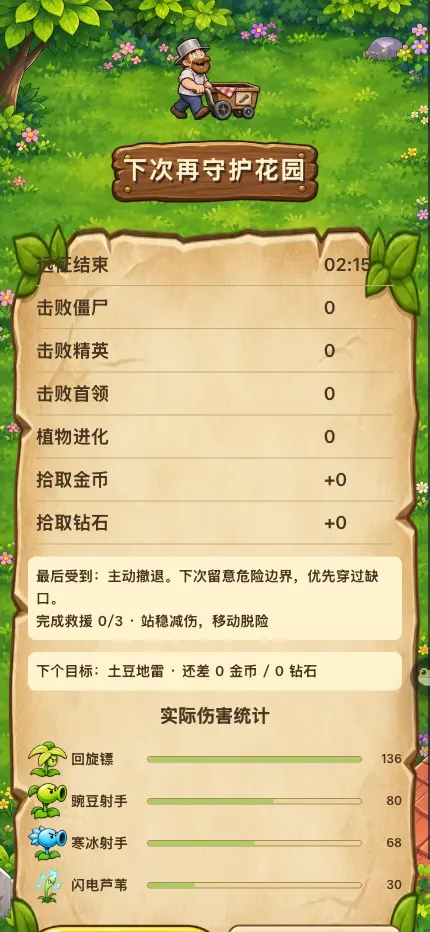 下次再守护花园
远征结束 02:15
击败僵尸 0
击败精英 0
击败首领 0
植物进化 0
拾取金币 +0
拾取钻石 +0
最后受到：主动撤退。下次留意危险边界，优先穿过缺
口。
完成救援 0/3 · 站稳减伤，移动脱险
下个目标：土豆地雷 · 还差 0 金币 / 0 钻石
实际伤害统计
回旋镖 136
豌豆射手 80
寒冰射手 68
闪电芦苇 30